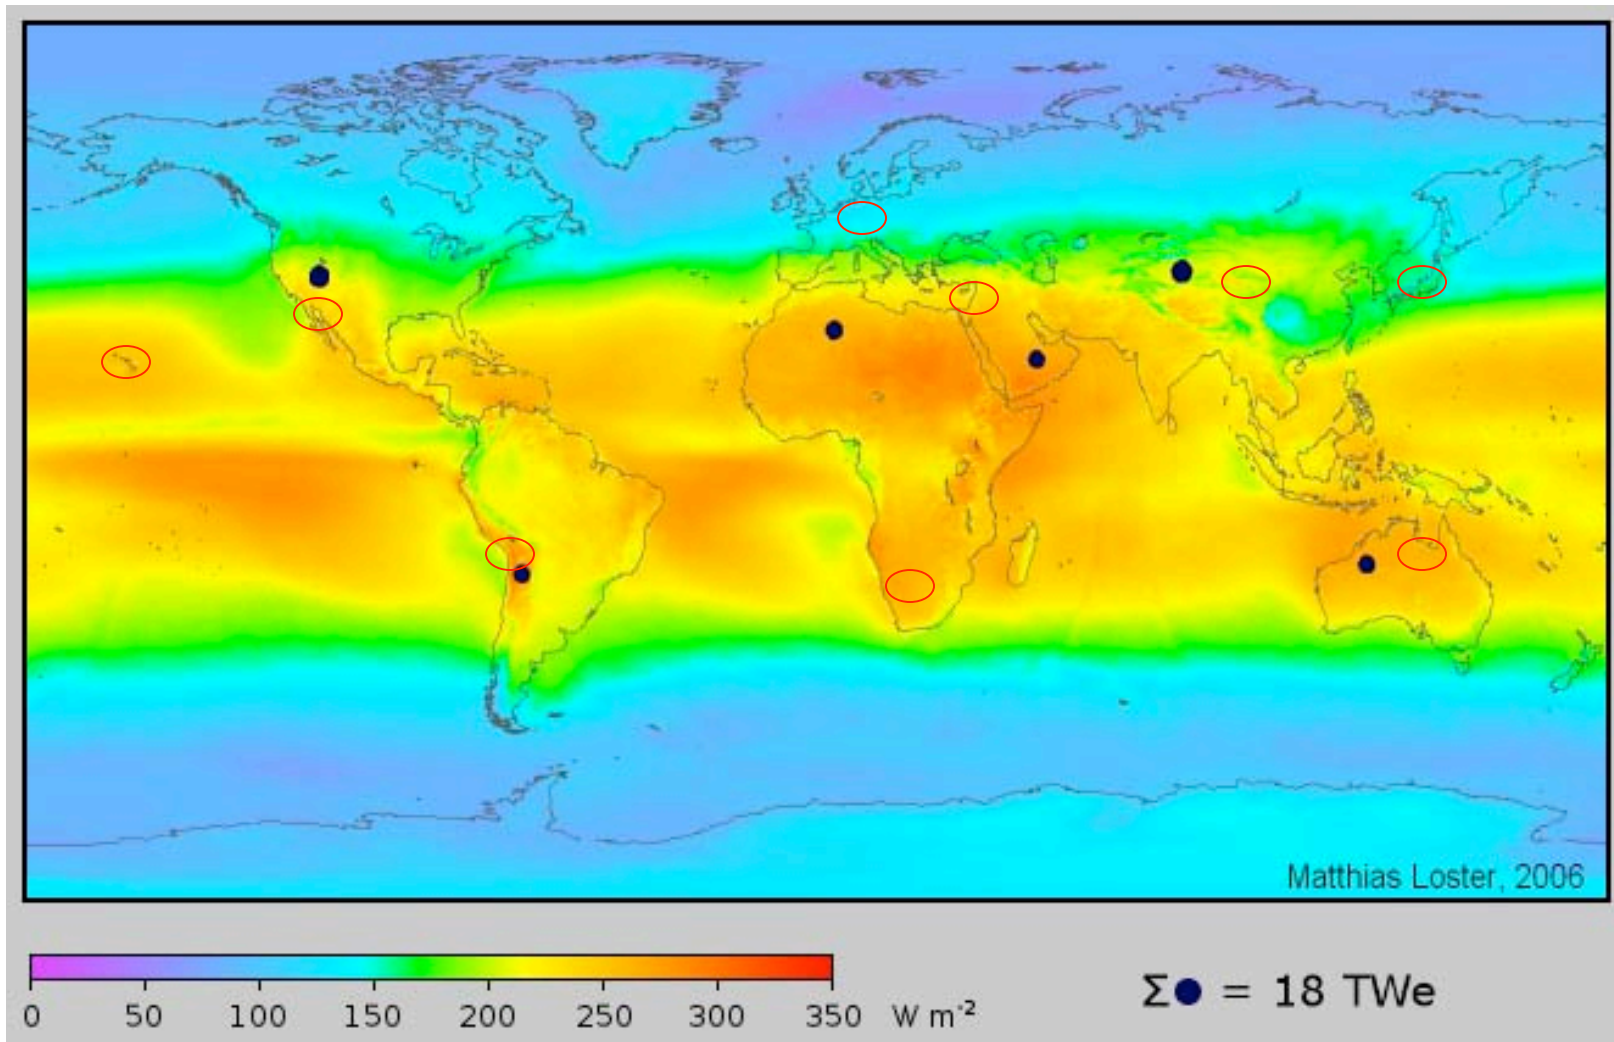 Matthias Loster, 2006
0 50 100 150 200 250 300 350 W m⁻²
Σ● = 18 TWe